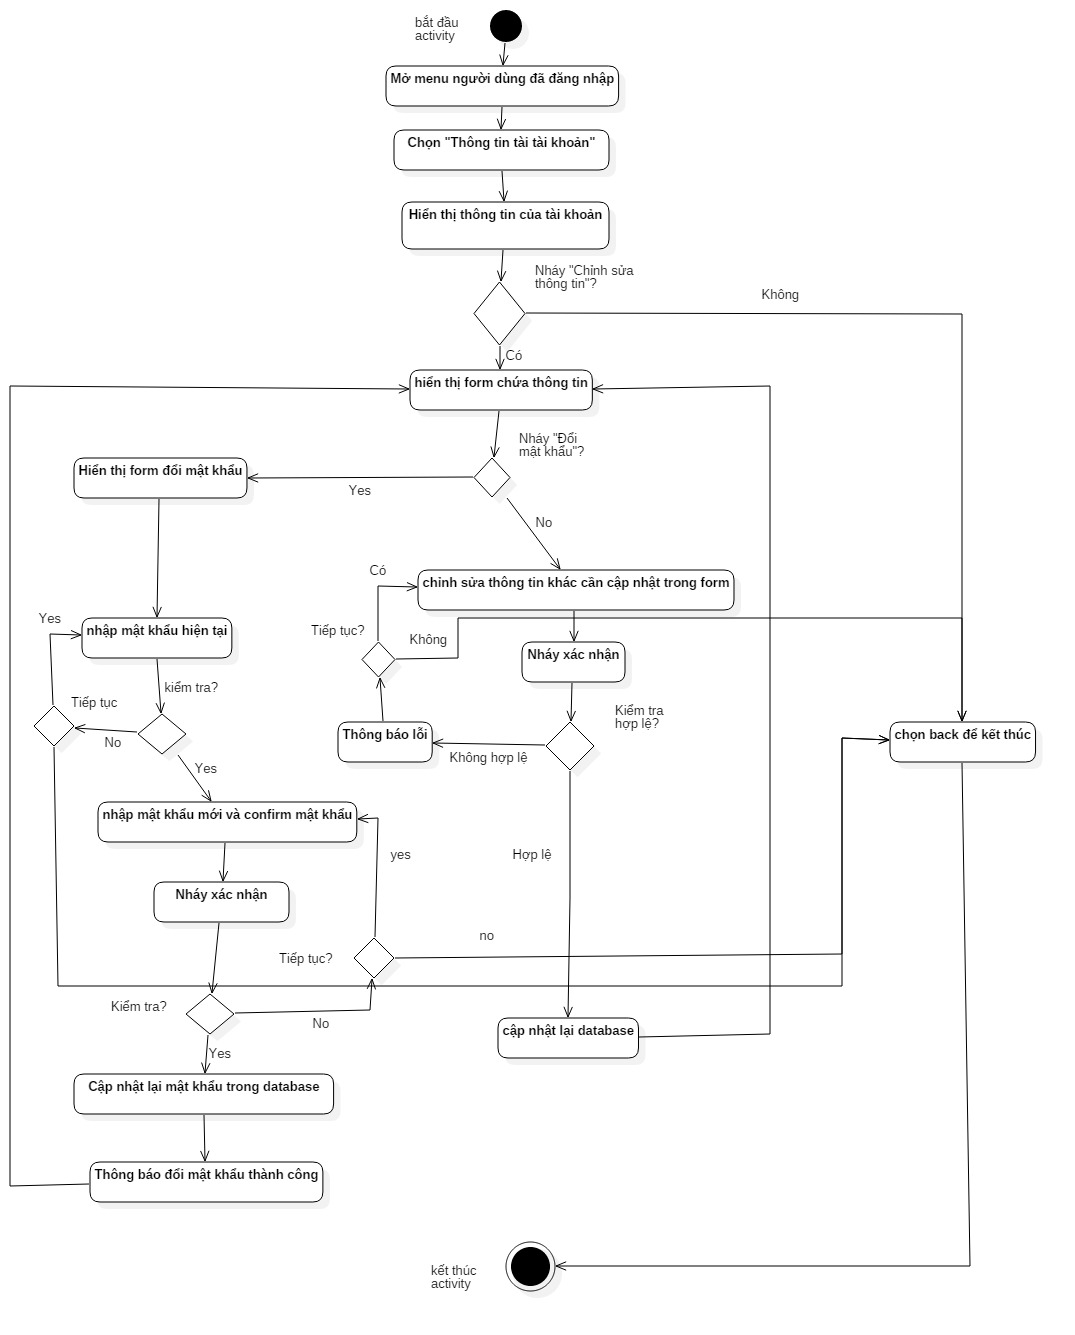 bắt đầu
activity
Mở menu người dùng đã đăng nhập
Chọn "Thông tin tài tài khoản"
Hiển thị thông tin của tài khoản
Nháy "Chỉnh sửa
thông tin"?
Không
Có
hiển thị form chứa thông tin
Nháy "Đổi
mật khẩu"?
Hiển thị form đổi mật khẩu
Yes
No
Có
chỉnh sửa thông tin khác cần cập nhật trong form
Yes
nhập mật khẩu hiện tại
Tiếp tục?
Không
Nháy xác nhận
kiểm tra?
Tiếp tục
Kiểm tra
hợp lệ?
No
Thông báo lỗi
chọn back để kết thúc
Không hợp lệ
Yes
nhập mật khẩu mới và confirm mật khẩu
yes
Hợp lệ
Nháy xác nhận
no
Tiếp tục?
Kiểm tra?
No
cập nhật lại database
Yes
Cập nhật lại mật khẩu trong database
Thông báo đổi mật khẩu thành công
kết thúc
activity